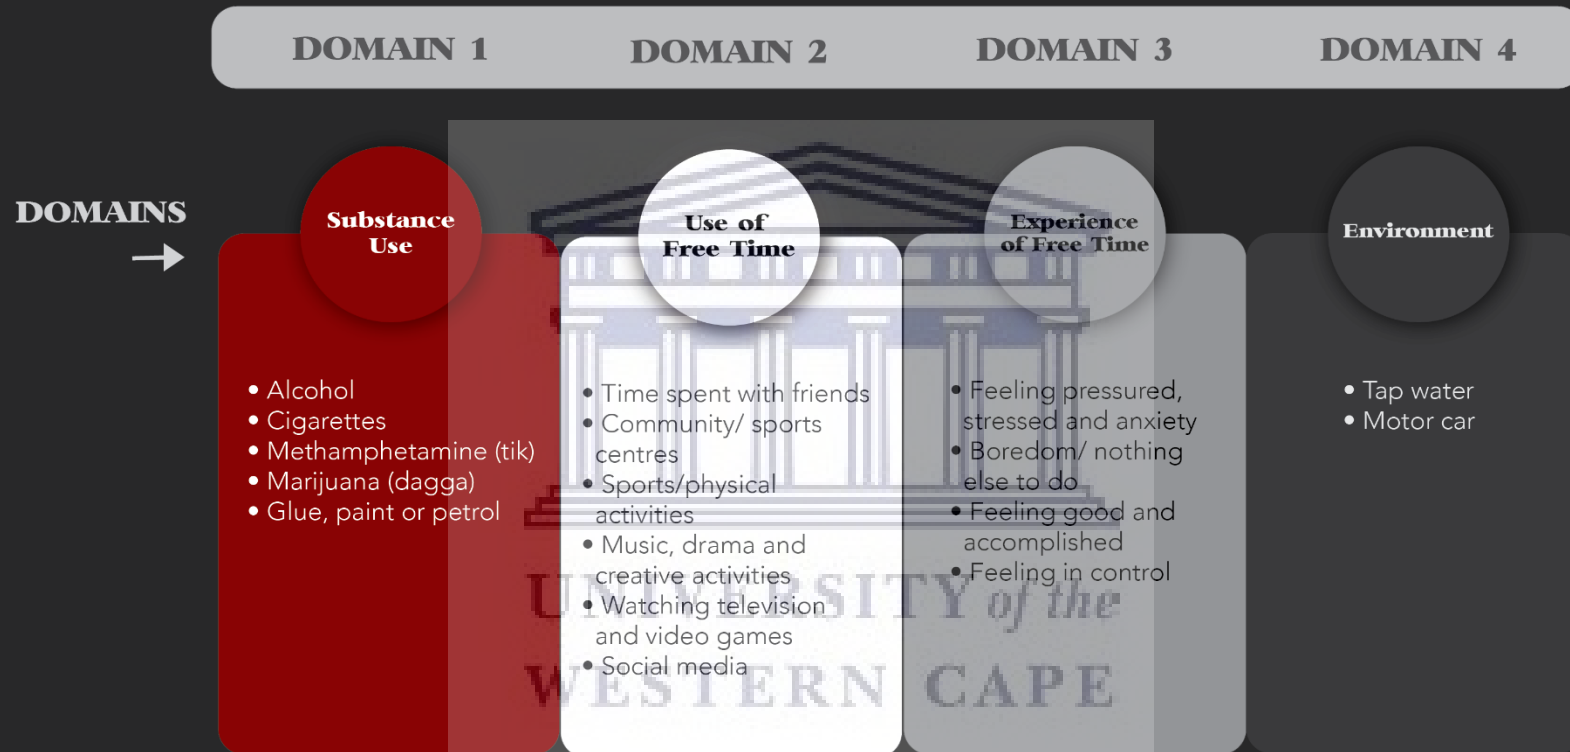 DOMAIN 1
DOMAIN 2
DOMAIN 3
DOMAIN 4
DOMAINS
Substance
Use
• Alcohol
• Cigarettes
• Methamphetamine (tik)
• Marijuana (dagga)
• Glue, paint or petrol
Use of
Free Time
• Time spent with friends
• Community/ sports
centres
• Sports/physical
activities
• Music, drama and
creative activities
• Watching television
and video games
• Social media
Experience
of Free Time
• Feeling pressured,
stressed and anxiety
• Boredom/ nothing
else to do
• Feeling good and
accomplished
• Feeling in control
Environment
• Tap water
• Motor car
UNIVERSITY of the
WESTERN CAPE